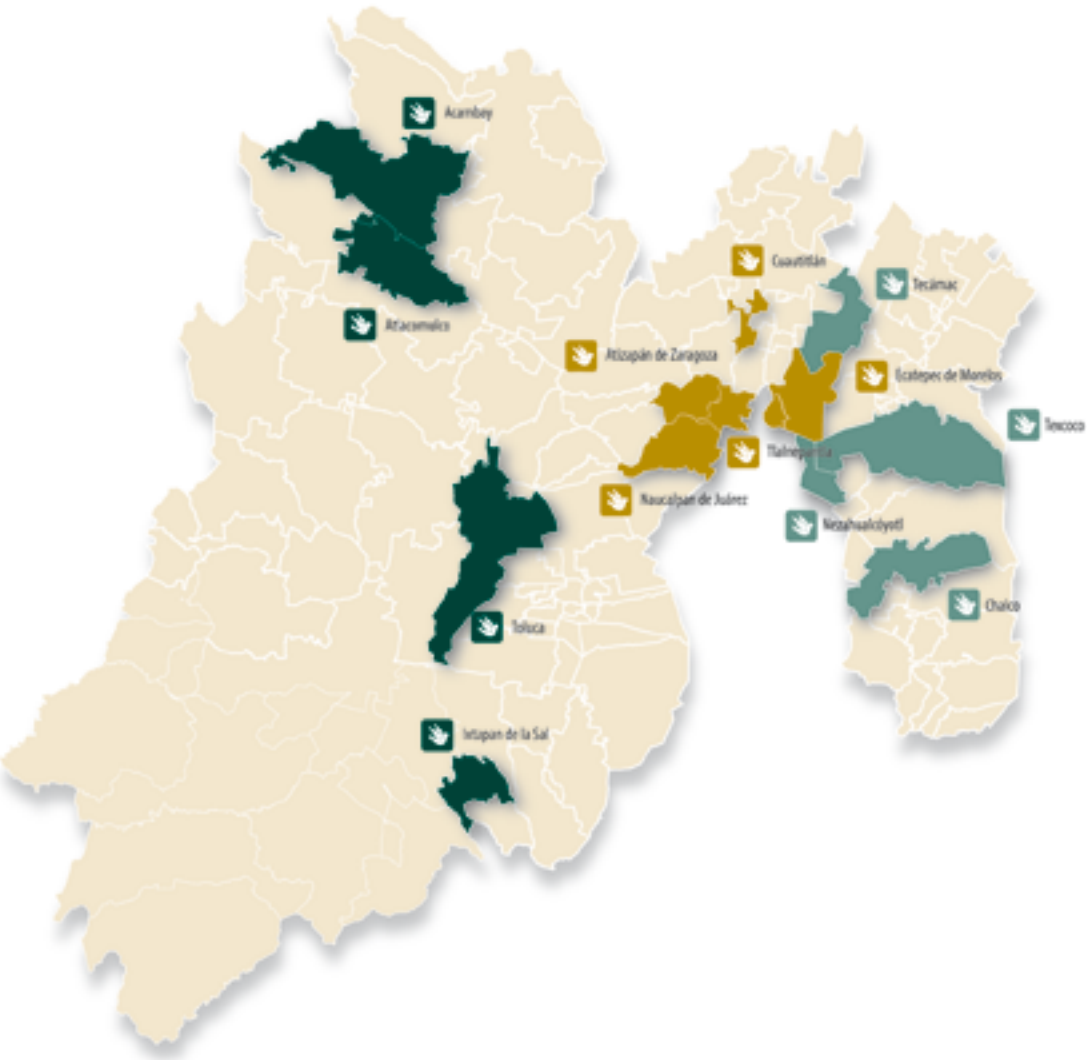 Acambay
Cuautitlán
Tecámac
Atlacomulco
Atizapán de Zaragoza
Ecatepec de Morelos
Texcoco
Tlalnepantla
Naucalpan de Juárez
Nezahualcóyotl
Chalco
Toluca
Ixtapan de la Sal